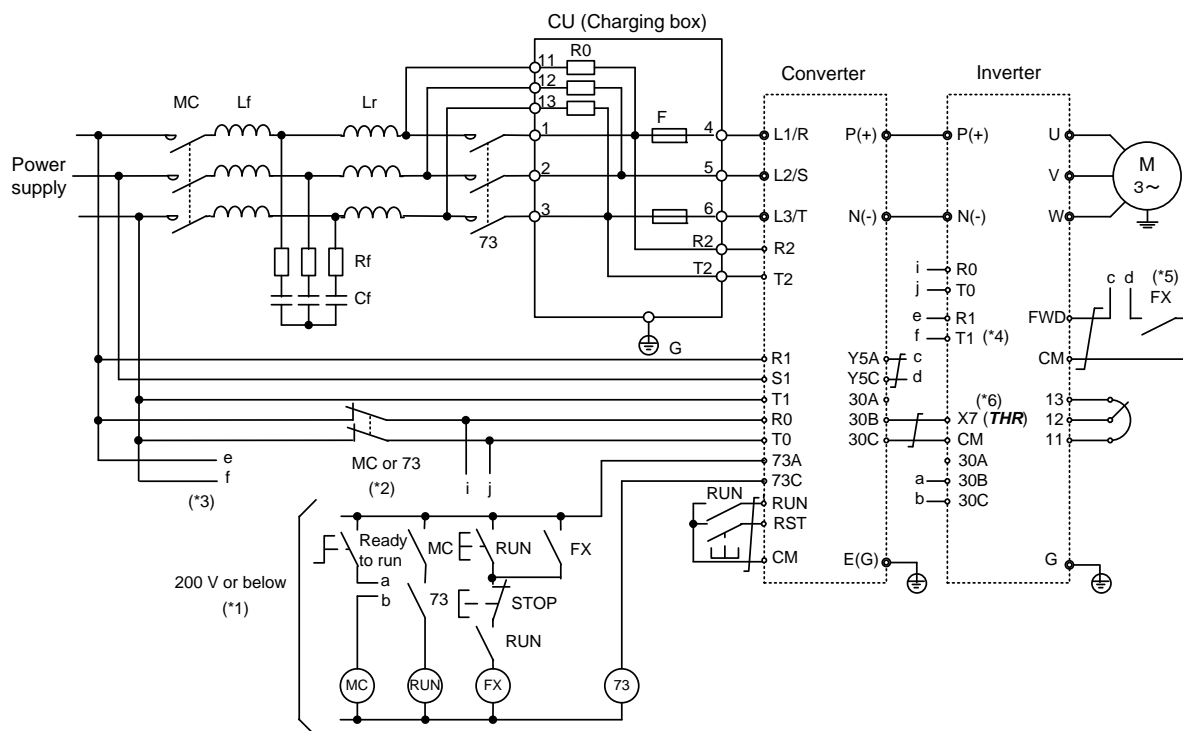 CU (Charging box)
R0
11
12
13
Converter
Inverter
MC
Lf
Lr
F
1
4
L1/R
P(+)
P(+)
U
Power
supply
2
5
L2/S
V
M
3~
3
6
L3/T
N(-)
N(-)
W
73
R2
R2
T2
T2
Rf
Cf
G
i
R0
j
T0
e
R1
f
T1 (*4)
c
d
(*5)
FX
FWD
CM
R1
S1
T1
R0
T0
73A
73C
RUN
RST
CM
Y5A
c
Y5C
d
30A
30B
30C
(*6)
X7 (THR)
CM
30A
a
30B
b
30C
13
12
11
E(G)
G
e
f
(*3)
MC or 73
(*2)
i
j
RUN
200 V or below
(*1)
Ready
to run
a
b
MC
73
RUN
FX
STOP
RUN
MC
RUN
FX
73